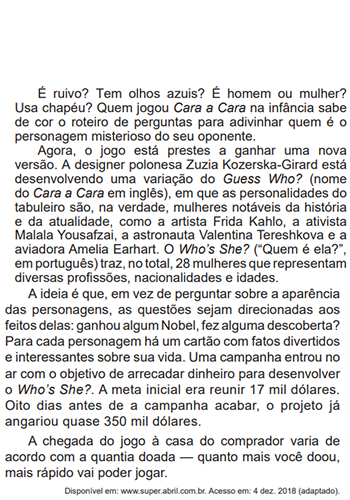 É ruivo? Tem olhos azuis? É homem ou mulher?
Usa chapéu? Quem jogou Cara a Cara na infância sabe
de cor o roteiro de perguntas para adivinhar quem é o
personagem misterioso do seu oponente.
Agora, o jogo está prestes a ganhar uma nova
versão. A designer polonesa Zuzia Kozerska-Girard está
desenvolvendo uma variação do Guess Who? (nome
do Cara a Cara em inglês), em que as personalidades do
tabuleiro são, na verdade, mulheres notáveis da história
e da atualidade, como a artista Frida Kahlo, a ativista
Malala Yousafzai, a astronauta Valentina Tereshkova e a
aviadora Amelia Earhart. O Who's She? (“Quem é ela?”,
em português) traz, no total, 28 mulheres que representam
diversas profissões, nacionalidades e idades.
A ideia é que, em vez de perguntar sobre a aparência
das personagens, as questões sejam direcionadas aos
feitos delas: ganhou algum Nobel, fez alguma descoberta?
Para cada personagem há um cartão com fatos divertidos
e interessantes sobre sua vida. Uma campanha entrou no
ar com o objetivo de arrecadar dinheiro para desenvolver
o Who's She?. A meta inicial era reunir 17 mil dólares.
Oito dias antes de a campanha acabar, o projeto já
angariou quase 350 mil dólares.
A chegada do jogo à casa do comprador varia de
acordo com a quantia doada — quanto mais você doou,
mais rápido vai poder jogar.
Disponível em: www.super.abril.com.br. Acesso em: 4 dez. 2018 (adaptado).